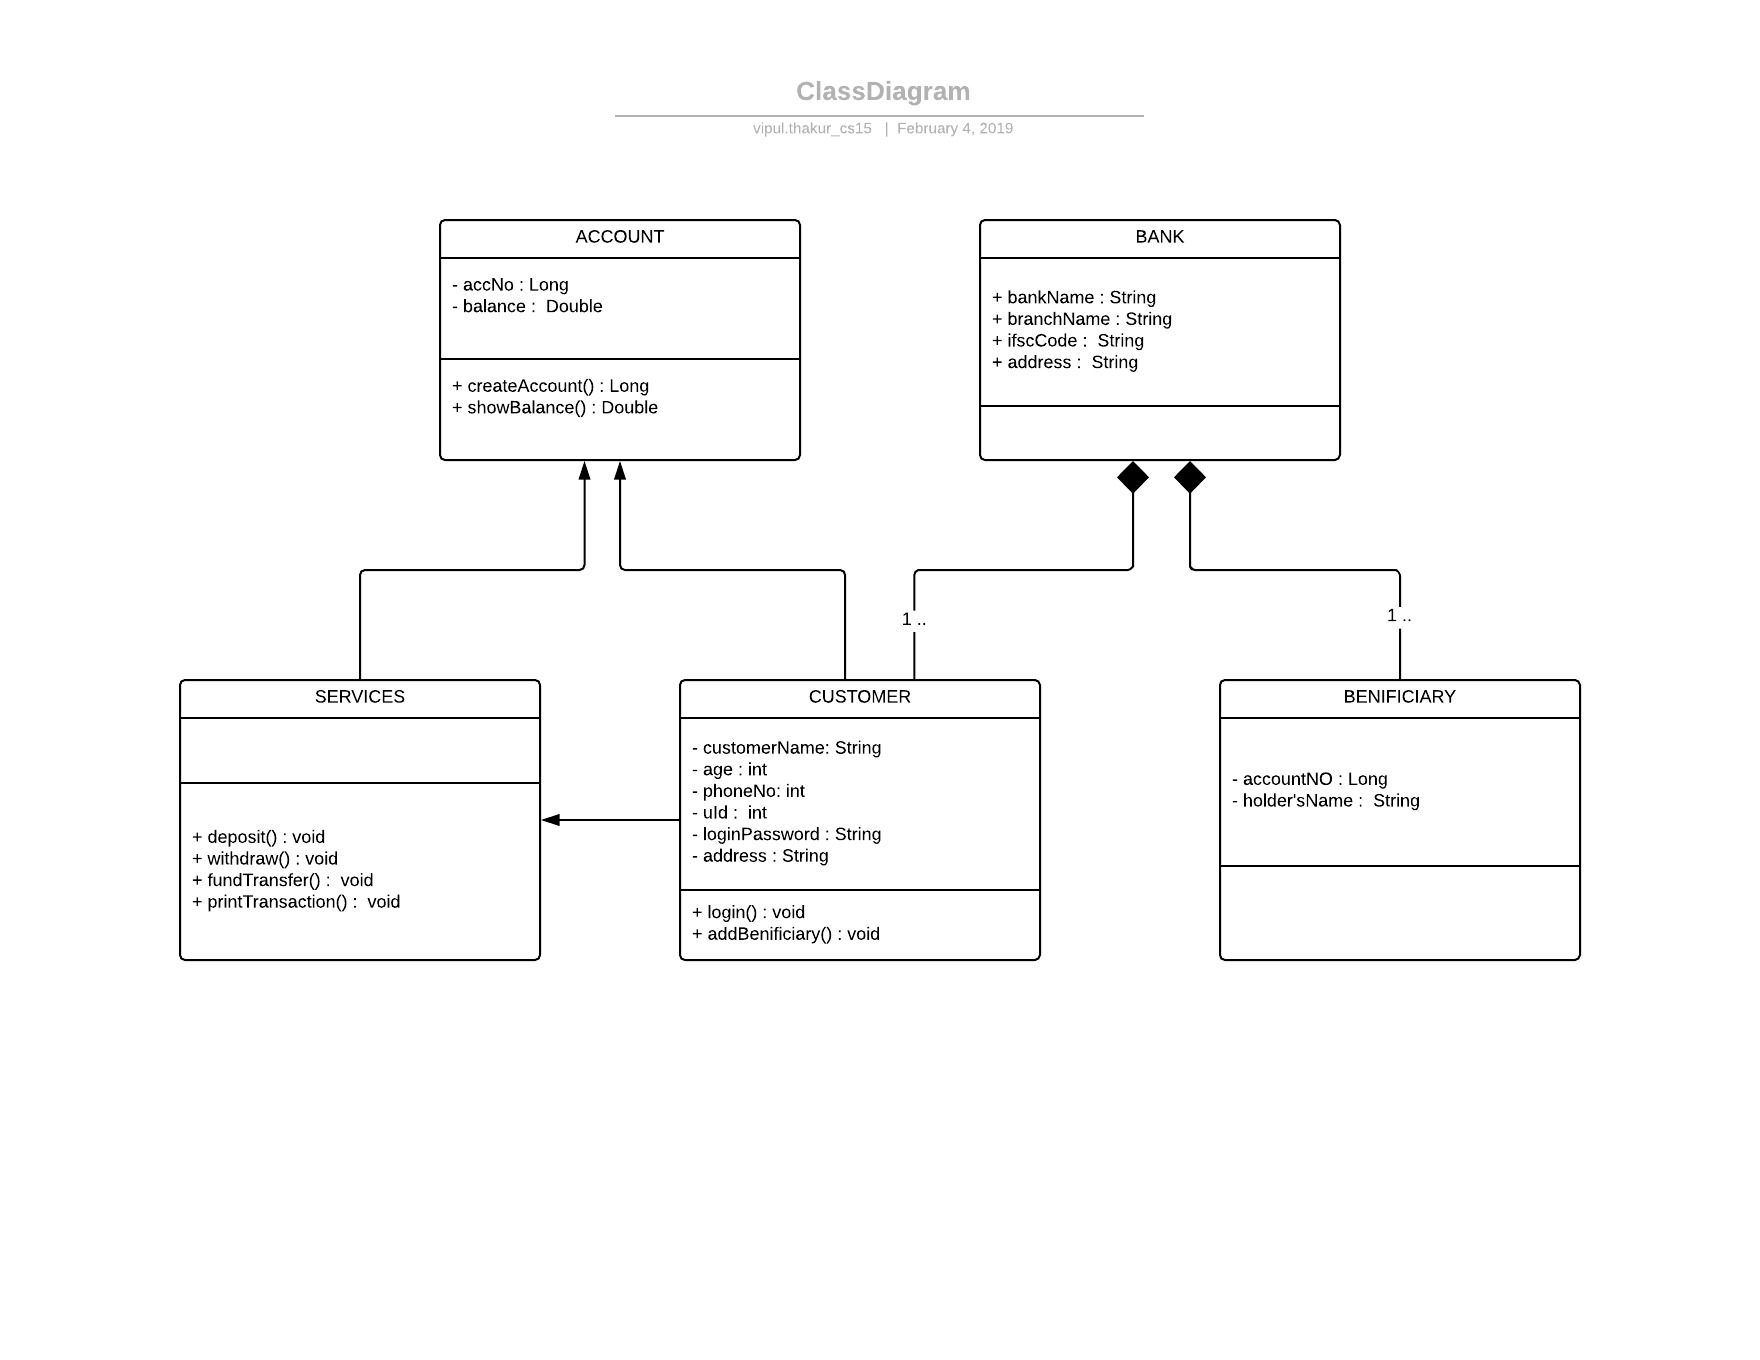 ClassDiagram
vipul.thakur_cs15 | February 4, 2019
ACCOUNT
- accNo : Long
- balance : Double
+ createAccount() : Long
+ showBalance() : Double
BANK
+ bankName : String
+ branchName : String
+ ifscCode : String
+ address : String
1 ..
1 ..
SERVICES
+ deposit() : void
+ withdraw() : void
+ fundTransfer() : void
+ printTransaction() : void
CUSTOMER
- customerName: String
- age : int
- phoneNo: int
- uId : int
- loginPassword : String
- address : String
+ login() : void
+ addBenificiary() : void
BENIFICIARY
- accountNO : Long
- holder'sName : String